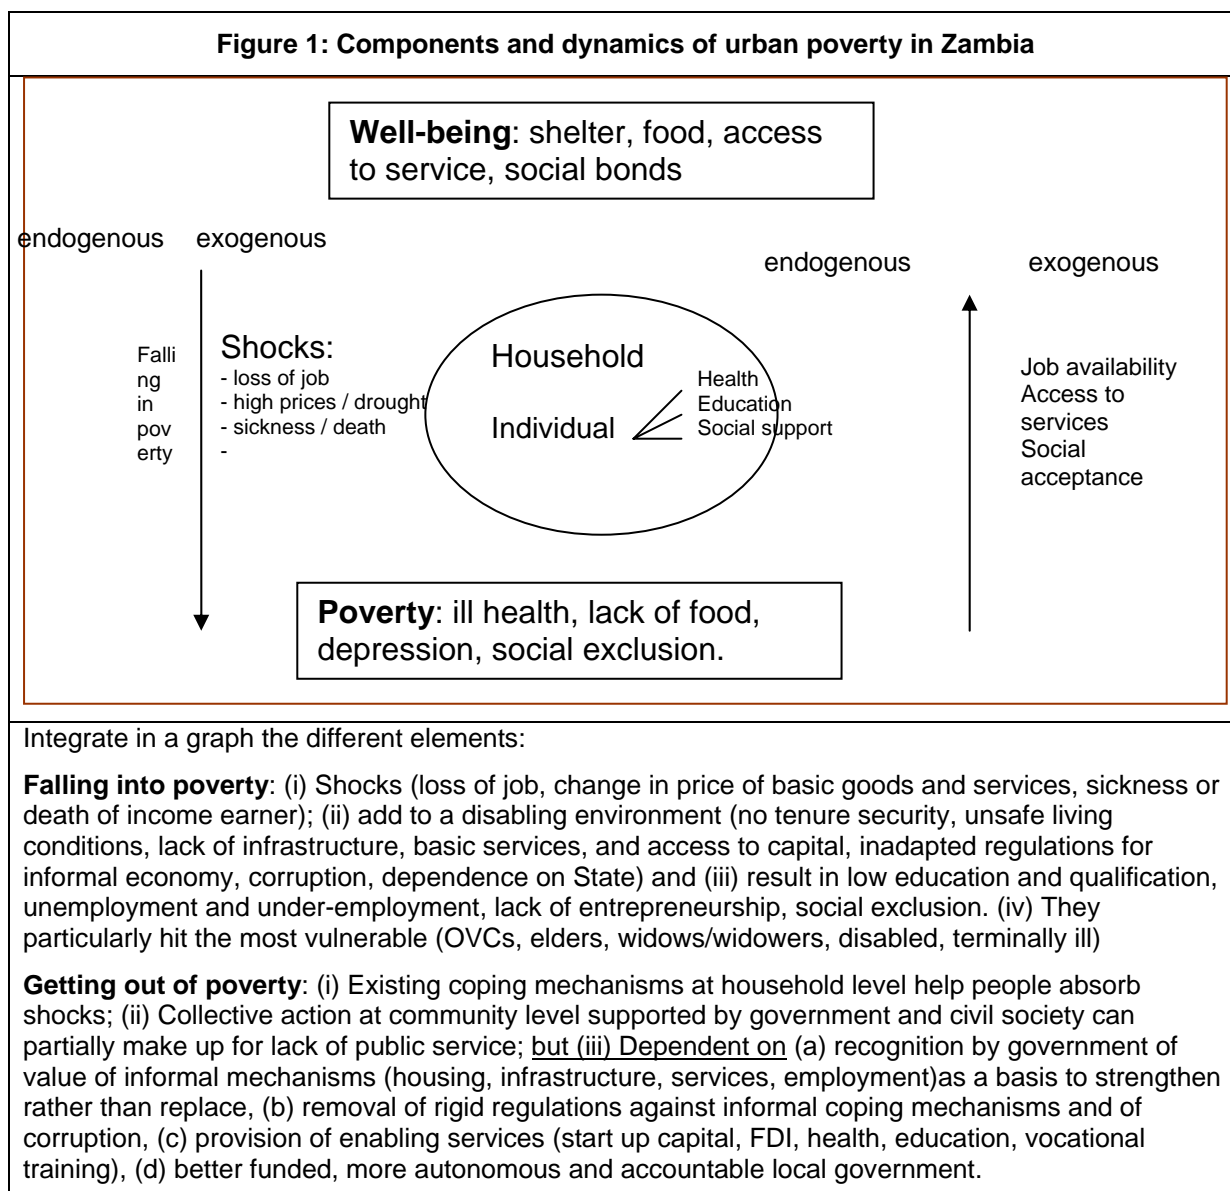 Figure 1: Components and dynamics of urban poverty in Zambia
Well-being: shelter, food, access
to service, social bonds
endogenous exogenous
endogenous exogenous
Falli
ng
in
pov
erty
Shocks:
- loss of job
- high prices / drought
- sickness / death
-
Household
Individual
Health
Education
Social support
Job availability
Access to
services
Social
acceptance
Poverty: ill health, lack of food,
depression, social exclusion.
Integrate in a graph the different elements:
Falling into poverty: (i) Shocks (loss of job, change in price of basic goods and services, sickness or
death of income earner); (ii) add to a disabling environment (no tenure security, unsafe living
conditions, lack of infrastructure, basic services, and access to capital, inadapted regulations for
informal economy, corruption, dependence on State) and (iii) result in low education and qualification,
unemployment and under-employment, lack of entrepreneurship, social exclusion. (iv) They
particularly hit the most vulnerable (OVCs, elders, widows/widowers, disabled, terminally ill)
Getting out of poverty: (i) Existing coping mechanisms at household level help people absorb
shocks; (ii) Collective action at community level supported by government and civil society can
partially make up for lack of public service; but (iii) Dependent on (a) recognition by government of
value of informal mechanisms (housing, infrastructure, services, employment)as a basis to strengthen
rather than replace, (b) removal of rigid regulations against informal coping mechanisms and of
corruption, (c) provision of enabling services (start up capital, FDI, health, education, vocational
training), (d) better funded, more autonomous and accountable local government.